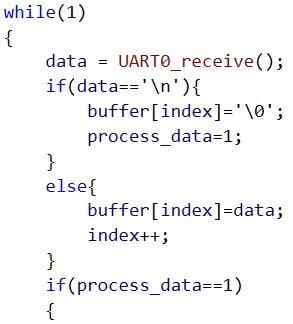 while(1)
{
    data = UART0_receive();
    if(data=='\n'){
        buffer[index]='\0';
        process_data=1;
    }
    else{
        buffer[index]=data;
        index++;
    }
    if(process_data==1)
    {